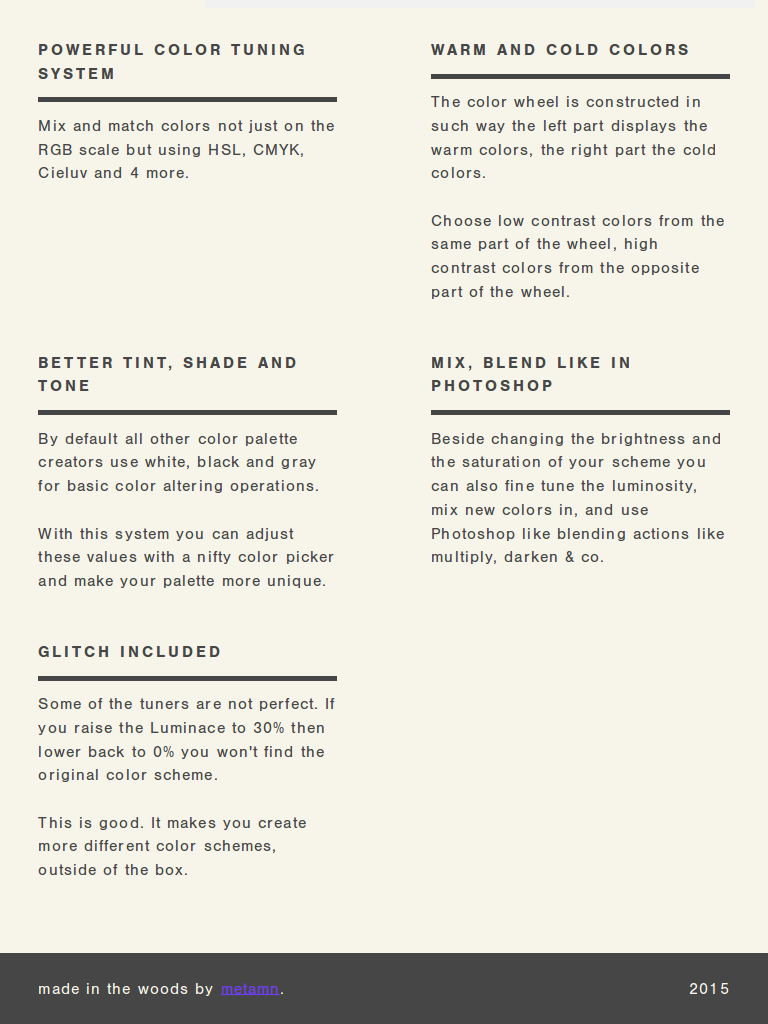 POWERFUL COLOR TUNING
SYSTEM
Mix and match colors not just on the
RGB scale but using HSL, CMYK,
Cieluv and 4 more.
WARM AND COLD COLORS
The color wheel is constructed in
such way the left part displays the
warm colors, the right part the cold
colors.
Choose low contrast colors from the
same part of the wheel, high
contrast colors from the opposite
part of the wheel.
BETTER TINT, SHADE AND
TONE
By default all other color palette
creators use white, black and gray
for basic color altering operations.
With this system you can adjust
these values with a nifty color picker
and make your palette more unique.
MIX, BLEND LIKE IN
PHOTOSHOP
Beside changing the brightness and
the saturation of your scheme you
can also fine tune the luminosity,
mix new colors in, and use
Photoshop like blending actions like
multiply, darken & co.
GLITCH INCLUDED
Some of the tuners are not perfect. If
you raise the Luminace to 30% then
lower back to 0% you won't find the
original color scheme.
This is good. It makes you create
more different color schemes,
outside of the box.
made in the woods by metamn.
2015